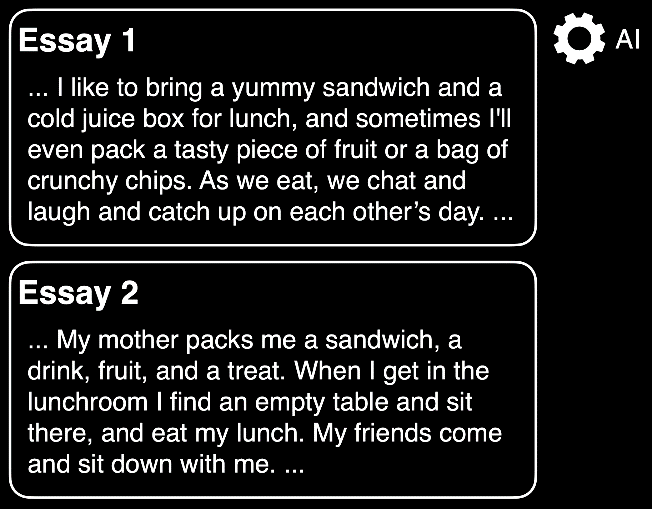 Essay 1
AI
... I like to bring a yummy sandwich and a
cold juice box for lunch, and sometimes I'll
even pack a tasty piece of fruit or a bag of
crunchy chips. As we eat, we chat and
laugh and catch up on each other’s day. ...
Essay 2
... My mother packs me a sandwich, a
drink, fruit, and a treat. When I get in the
lunchroom I find an empty table and sit
there, and eat my lunch. My friends come
and sit down with me. ...